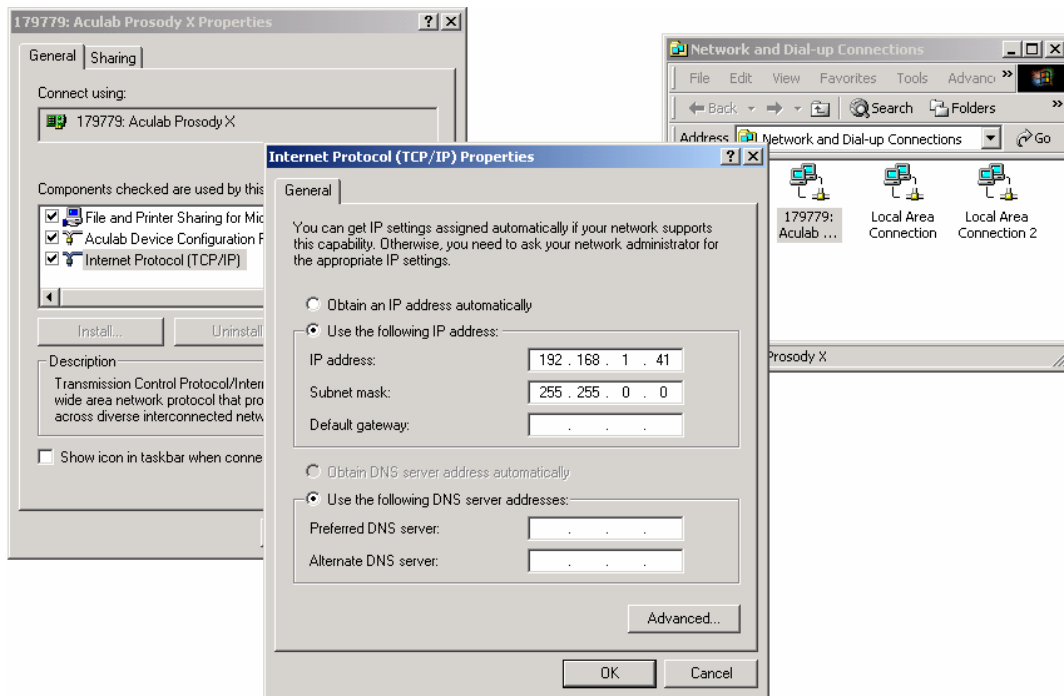 179779: Aculab Prosody X Properties
General Sharing
Connect using:
179779: Aculab Prosody X
Components checked are used by this
File and Printer Sharing for Mic
Aculab Device Configuration
Internet Protocol (TCP/IP)
Install... Uninstall
Description
Transmission Control Protocol/Inter
wide area network protocol that pro
across diverse interconnected netw
Show icon in taskbar when conne
Internet Protocol (TCP/IP) Properties
General
You can get IP settings assigned automatically if your network supports
this capability. Otherwise, you need to ask your network administrator for
the appropriate IP settings.
Obtain an IP address automatically
Use the following IP address:
IP address: 192 . 168 . 1 . 41
Subnet mask: 255 . 255 . 0 . 0
Default gateway: . . .
Obtain DNS server address automatically
Use the following DNS server addresses:
Preferred DNS server: . . .
Alternate DNS server: . . .
Advanced...
OK Cancel
Network and Dial-up Connections
File Edit View Favorites Tools Advanc »
Back Search Folders »
Address Network and Dial-up Connections Go
179779:
Aculab ...
Local Area
Connection
Local Area
Connection 2
Prosody X